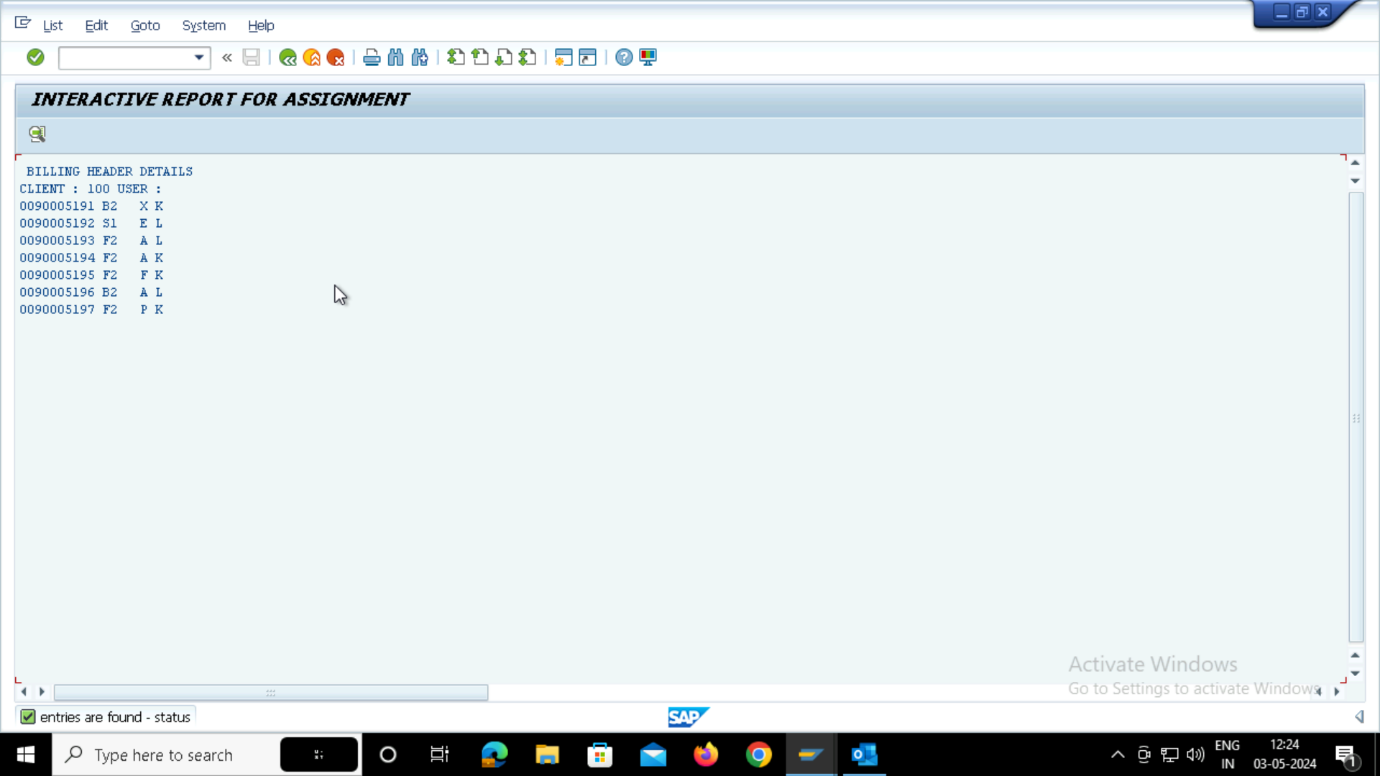 List Edit Goto System Help
INTERACTIVE REPORT FOR ASSIGNMENT
BILLING HEADER DETAILS
CLIENT : 100 USER :
0090005191 B2 X K
0090005192 S1 E L
0090005193 F2 A L
0090005194 F2 A K
0090005195 F2 F K
0090005196 B2 A L
0090005197 F2 P K
Activate Windows
Go to Settings to activate Windows.
entries are found - status
SAP
Type here to search
ENG
IN
12:24
03-05-2024
1